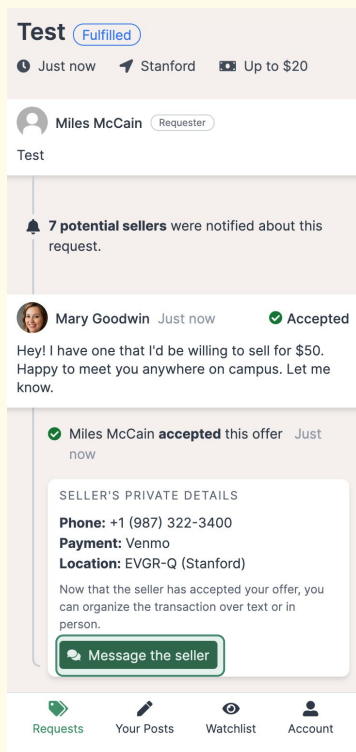 Test Fulfilled
Just now Stanford Up to $20
Miles McCain Requester
Test
7 potential sellers were notified about this
request.
Mary Goodwin Just now Accepted
Hey! I have one that I'd be willing to sell for $50.
Happy to meet you anywhere on campus. Let me
know.
Miles McCain accepted this offer Just
now
SELLER'S PRIVATE DETAILS
Phone: +1 (987) 322-3400
Payment: Venmo
Location: EVGR-Q (Stanford)
Now that the seller has accepted your offer, you
can organize the transaction over text or in
person.
Message the seller
Requests Your Posts Watchlist Account